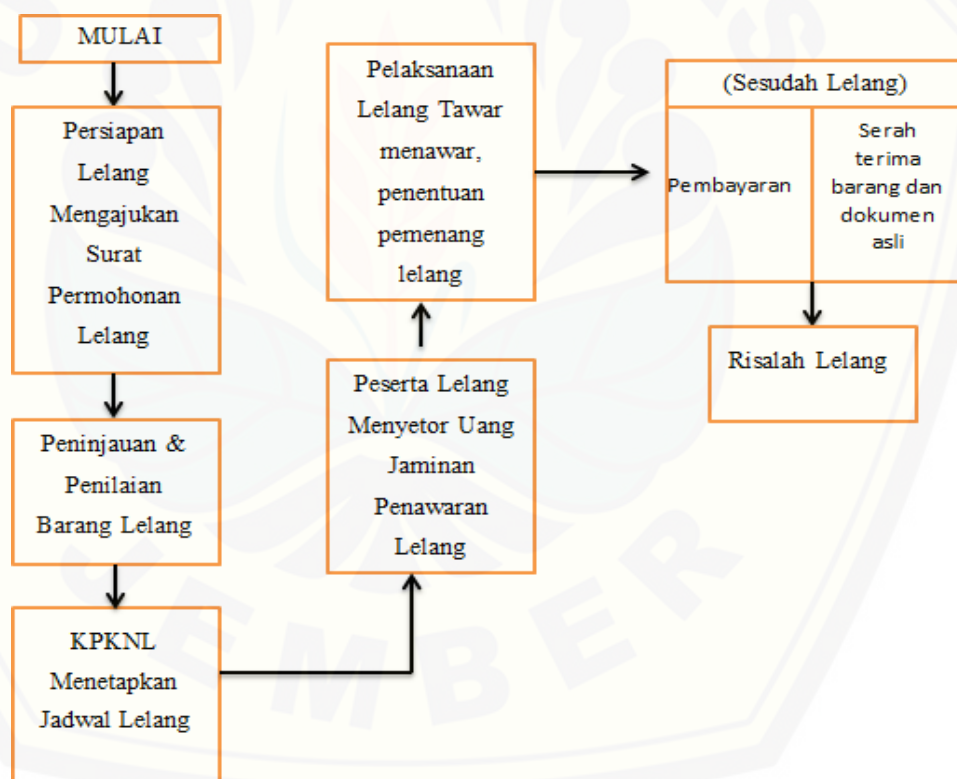 MULAI
Persiapan
Lelang
Mengajukan
Surat
Permohonan
Lelang
Peninjauan &
Penilaian
Barang Lelang
KPKNL
Menetapkan
Jadwal Lelang
Peserta Lelang
Menyetor Uang
Jaminan
Penawaran
Lelang
Pelaksanaan
Lelang Tawar
menawar,
penentuan
pemenang
lelang
(Sesudah Lelang)
Pembayaran
Serah
terima
barang dan
dokumen
asli
Risalah Lelang
JEMBER